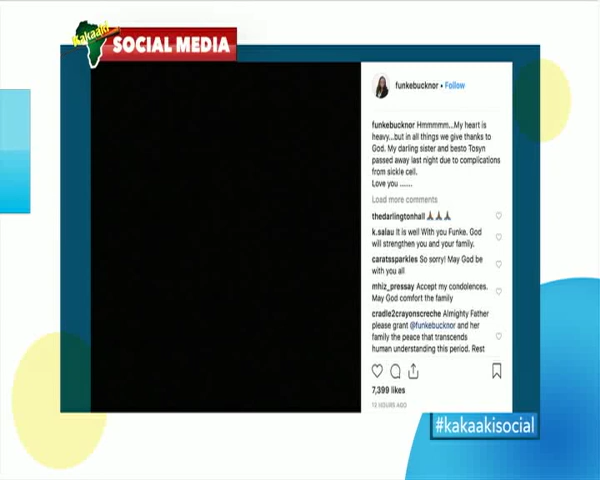 Kakaaki
SOCIAL MEDIA
funkebucknor • Follow
funkebucknor Hmmmmm...My heart is
heavy...but in all things we give thanks to
God. My darling sister and besto Tosyn
passed away last night due to complications
from sickle cell.
Love you .......
Load more comments
thedarlingtonhall 🙏🙏🙏
k.salau It is well With you Funke. God
will strengthen you and your family.
caratssparkles So sorry! May God be
with you all
mhiz_pressay Accept my condolences.
May God comfort the family
cradle2crayonscreche Almighty Father
please grant @funkebucknor and her
family the peace that transcends
human understanding this period. Rest
7,399 likes
12 HOURS AGO
#kakaakisocial